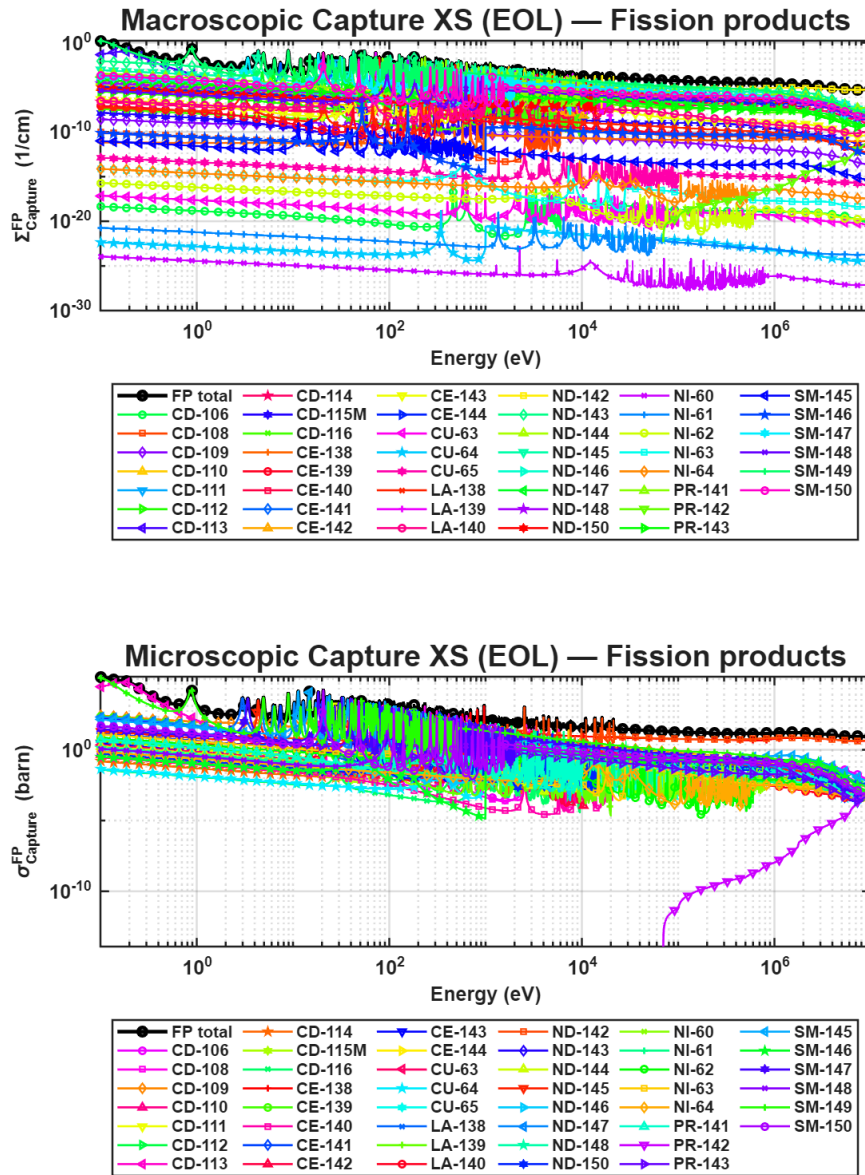 Macroscopic Capture XS (EOL) — Fission products
10^0
10^-10
10^-20
10^-30
Σ^FP_Capture (1/cm)
10^0 10^2 10^4 10^6
Energy (eV)
FP total CD-114 CE-143 ND-142 NI-60 SM-145
CD-106 CD-115M CE-144 ND-143 NI-61 SM-146
CD-108 CD-116 CU-63 ND-144 NI-62 SM-147
CD-109 CE-138 CU-64 ND-145 NI-63 SM-148
CD-110 CE-139 CU-65 ND-146 NI-64 SM-149
CD-111 CE-140 LA-138 ND-147 PR-141 SM-150
CD-112 CE-141 LA-139 ND-148 PR-142
CD-113 CE-142 LA-140 ND-150 PR-143
Microscopic Capture XS (EOL) — Fission products
10^0
10^-10
σ^FP_Capture (barn)
10^0 10^2 10^4 10^6
Energy (eV)
FP total CD-114 CE-143 ND-142 NI-60 SM-145
CD-106 CD-115M CE-144 ND-143 NI-61 SM-146
CD-108 CD-116 CU-63 ND-144 NI-62 SM-147
CD-109 CE-138 CU-64 ND-145 NI-63 SM-148
CD-110 CE-139 CU-65 ND-146 NI-64 SM-149
CD-111 CE-140 LA-138 ND-147 PR-141 SM-150
CD-112 CE-141 LA-139 ND-148 PR-142
CD-113 CE-142 LA-140 ND-150 PR-143